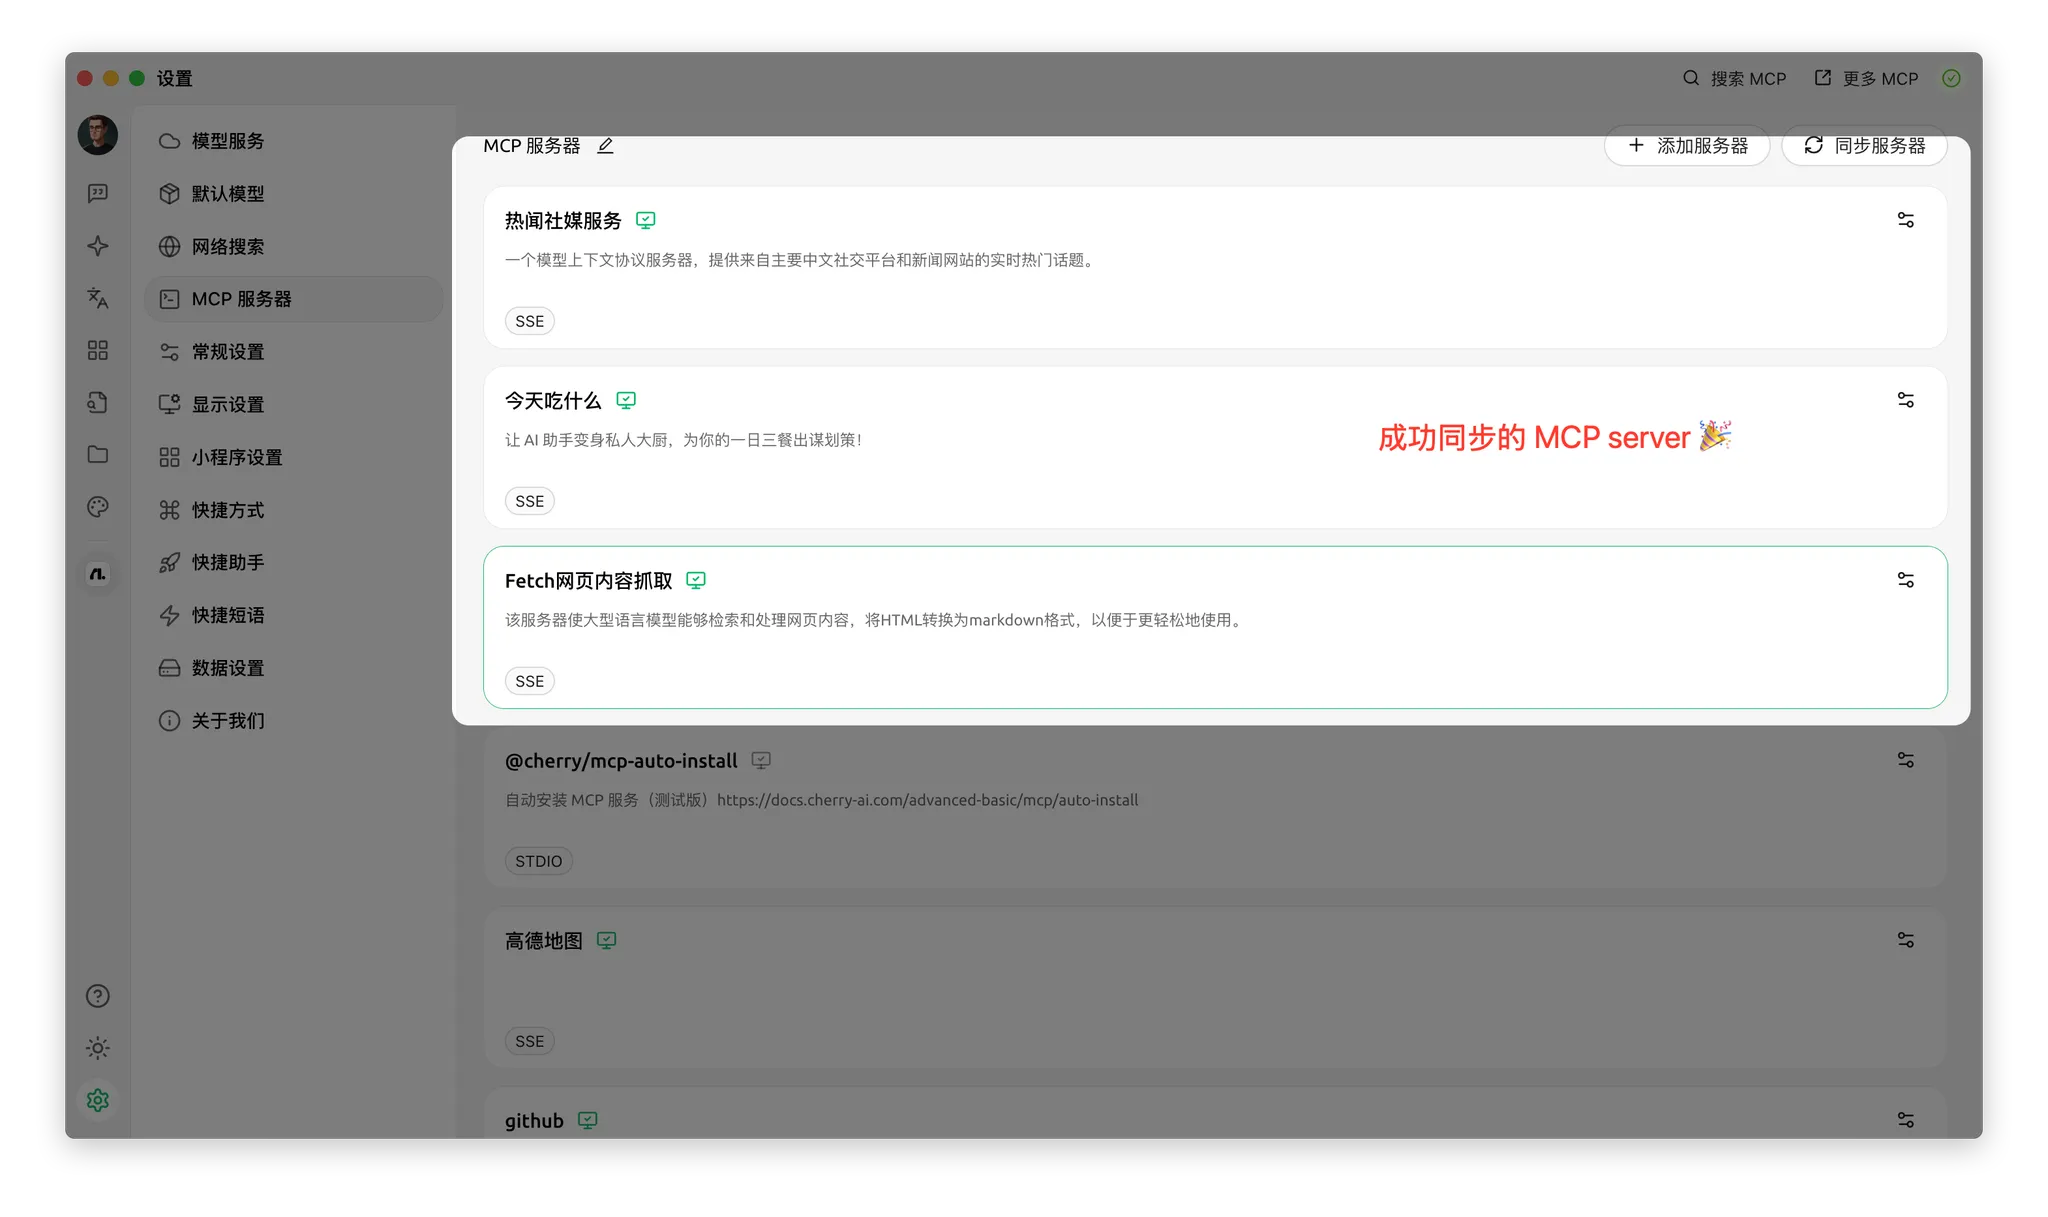 设置
搜索 MCP
更多 MCP
模型服务
默认模型
网络搜索
MCP 服务器
常规设置
显示设置
小程序设置
快捷方式
快捷助手
快捷短语
数据设置
关于我们
MCP 服务器
添加服务器
同步服务器
热闻社媒服务
一个模型上下文协议服务器，提供来自主要中文社交平台和新闻网站的实时热门话题。
SSE
今天吃什么
让 AI 助手变身私人大厨，为你的一日三餐出谋划策！
SSE
成功同步的 MCP server 🎉
Fetch网页内容抓取
该服务器使大型语言模型能够检索和处理网页内容，将HTML转换为markdown格式，以便于更轻松地使用。
SSE
@cherry/mcp-auto-install
自动安装 MCP 服务（测试版）https://docs.cherry-ai.com/advanced-basic/mcp/auto-install
STDIO
高德地图
SSE
github